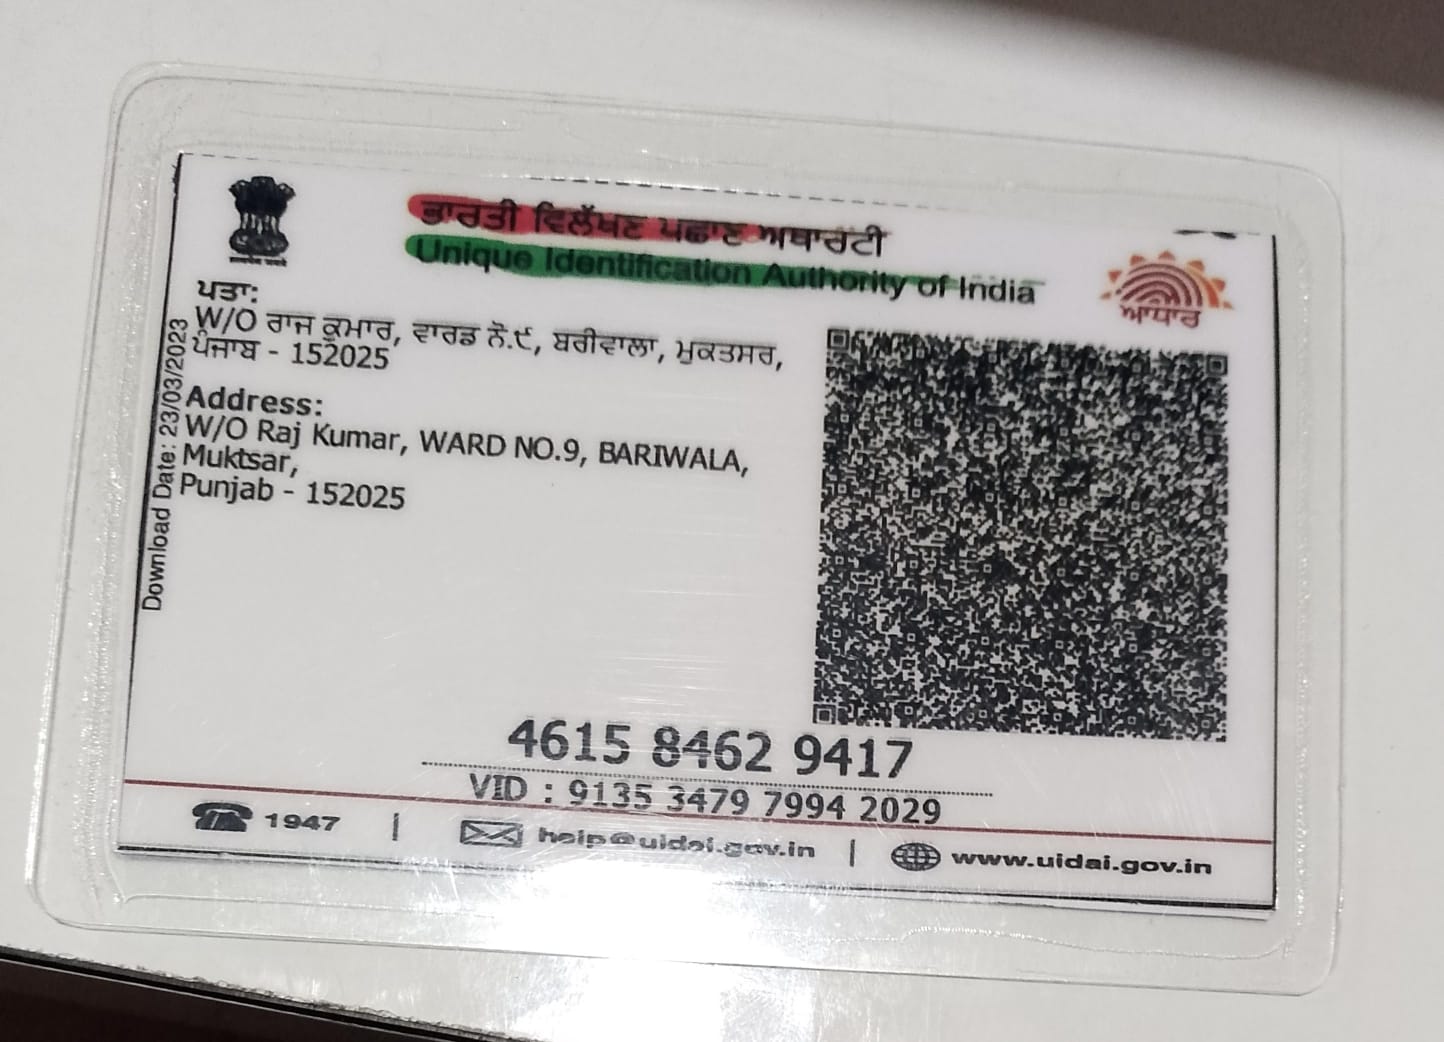 ਭਾਰਤੀ ਵਿਲੱਖਣ ਪਛਾਣ ਅਥਾਰਟੀ
Unique Identification Authority of India
ਆਧਾਰ
ਪਤਾ:
W/O ਰਾਜ ਕੁਮਾਰ, ਵਾਰਡ ਨੰ.੯, ਬਰੀਵਾਲਾ, ਮੁਕਤਸਰ,
ਪੰਜਾਬ - 152025
Address:
W/O Raj Kumar, WARD NO.9, BARIWALA,
Muktsar,
Punjab - 152025
Download Date: 23/03/2023
4615 8462 9417
VID : 9135 3479 7994 2029
1947 | help@uidai.gov.in | www.uidai.gov.in